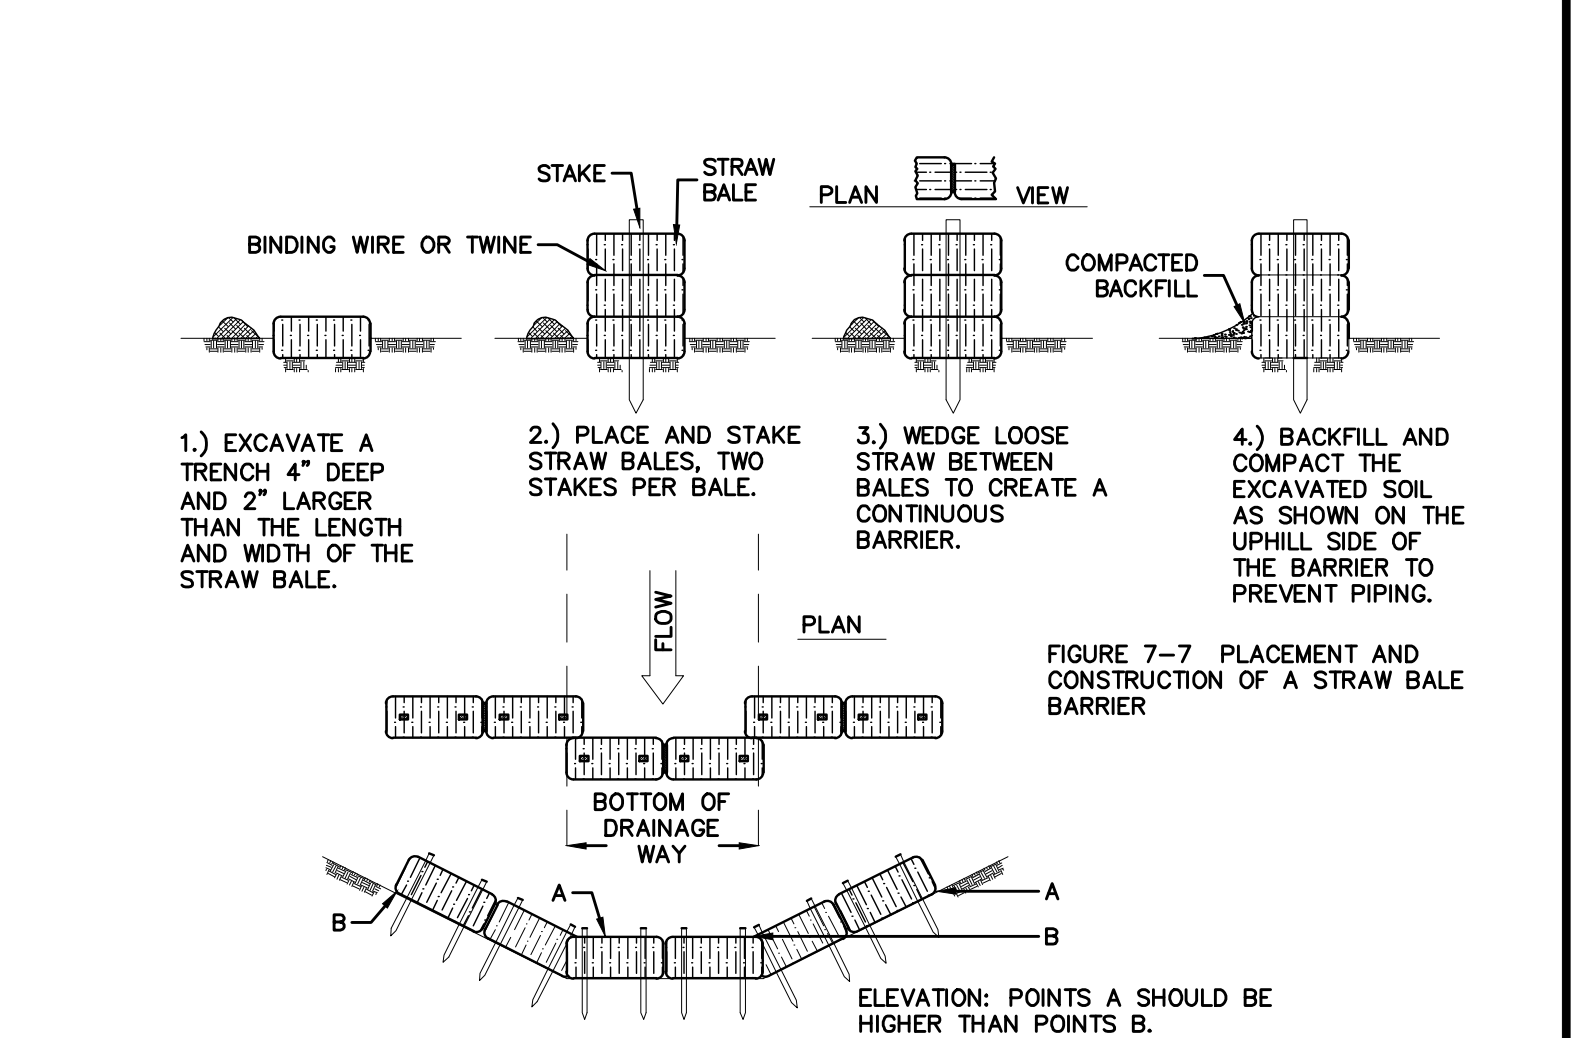 STAKE
STRAW
BALE
BINDING WIRE OR TWINE
PLAN VIEW
COMPACTED
BACKFILL
1.) EXCAVATE A
TRENCH 4" DEEP
AND 2" LARGER
THAN THE LENGTH
AND WIDTH OF THE
STRAW BALE.
2.) PLACE AND STAKE
STRAW BALES, TWO
STAKES PER BALE.
3.) WEDGE LOOSE
STRAW BETWEEN
BALES TO CREATE A
CONTINUOUS
BARRIER.
4.) BACKFILL AND
COMPACT THE
EXCAVATED SOIL
AS SHOWN ON THE
UPHILL SIDE OF
THE BARRIER TO
PREVENT PIPING.
FLOW
PLAN
FIGURE 7-7 PLACEMENT AND
CONSTRUCTION OF A STRAW BALE
BARRIER
BOTTOM OF
DRAINAGE
WAY
A
A
B
B
ELEVATION: POINTS A SHOULD BE
HIGHER THAN POINTS B.